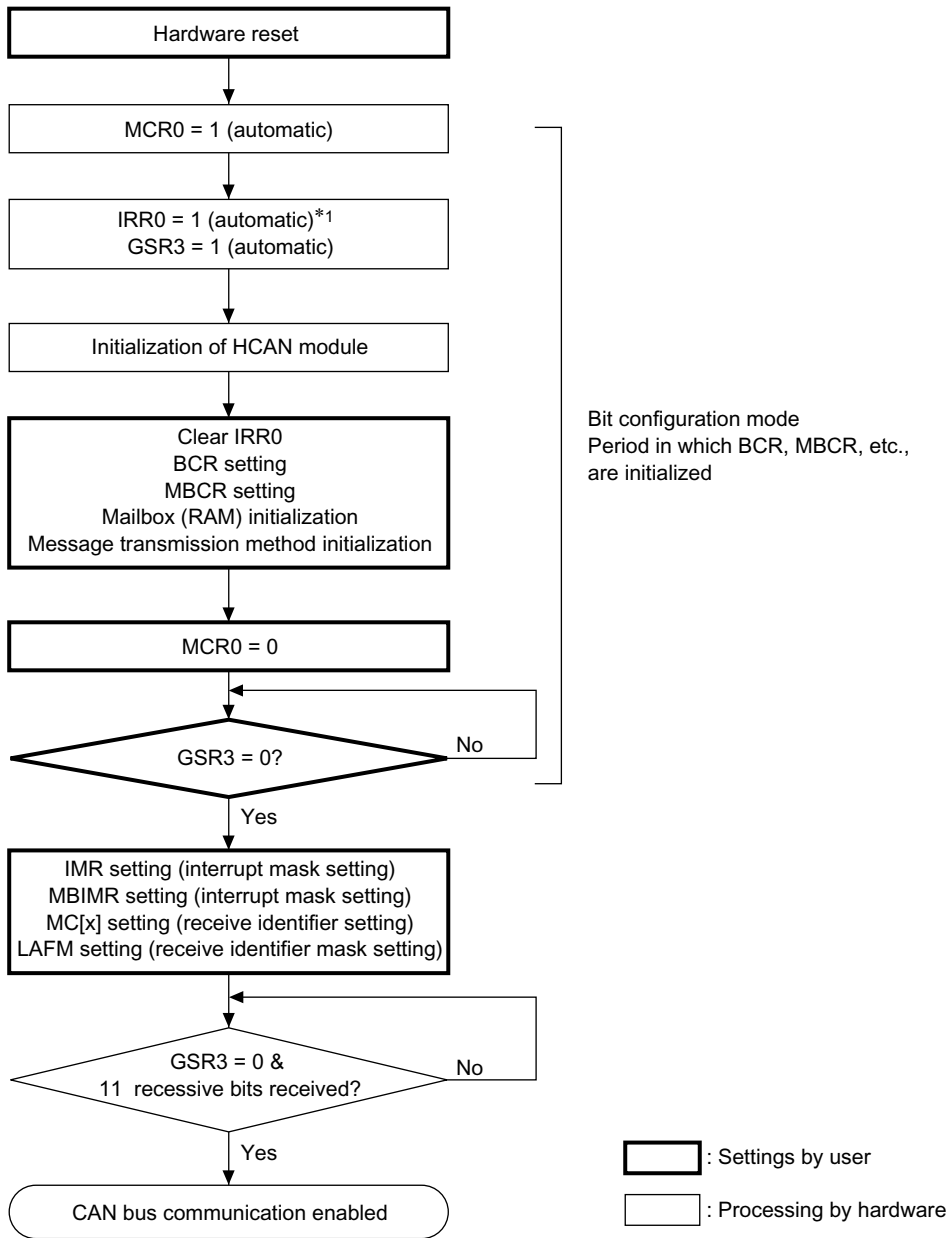 Hardware reset
MCR0 = 1 (automatic)
IRR0 = 1 (automatic)*1
GSR3 = 1 (automatic)
Initialization of HCAN module
Clear IRR0
BCR setting
MBCR setting
Mailbox (RAM) initialization
Message transmission method initialization
Bit configuration mode
Period in which BCR, MBCR, etc.,
are initialized
MCR0 = 0
GSR3 = 0?
No
Yes
IMR setting (interrupt mask setting)
MBIMR setting (interrupt mask setting)
MC[x] setting (receive identifier setting)
LAFM setting (receive identifier mask setting)
GSR3 = 0 &
11 recessive bits received?
No
Yes
CAN bus communication enabled
: Settings by user
: Processing by hardware